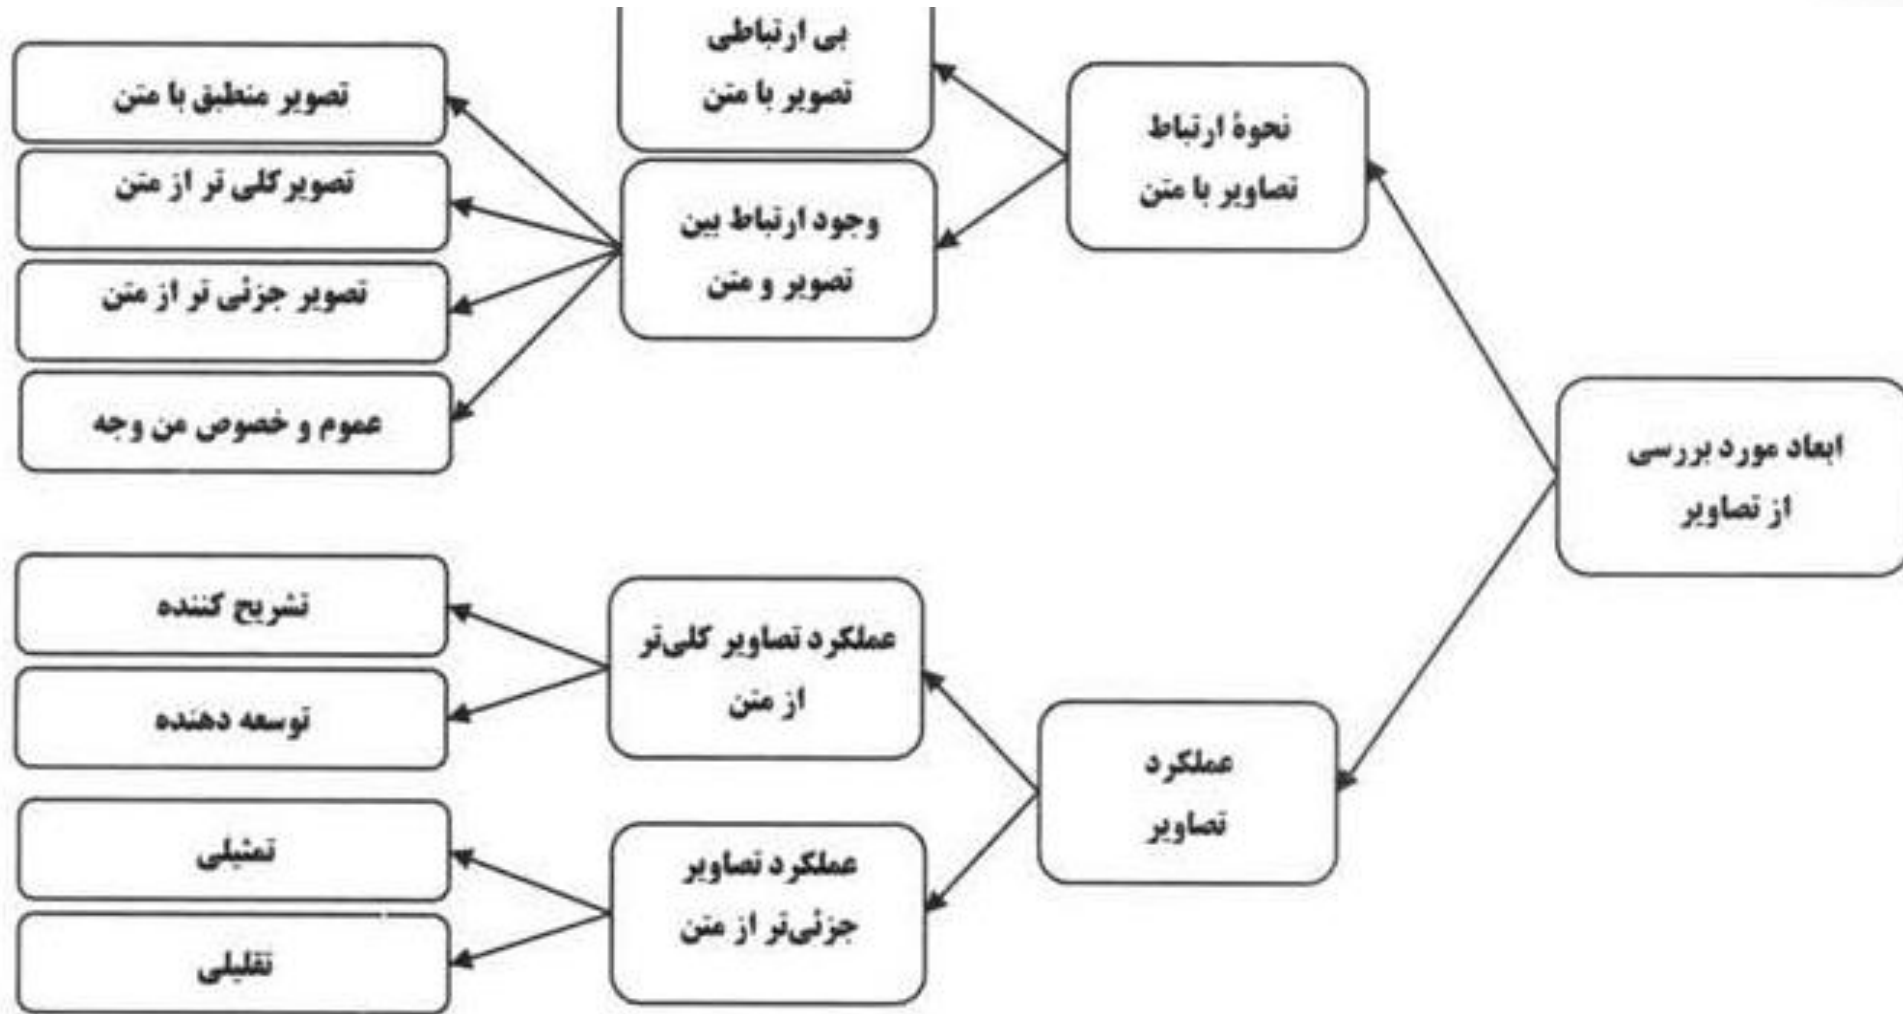 ابعاد مورد بررسی
از تصاویر
نحوۀ ارتباط
تصاویر با متن
بی ارتباطی
تصویر با متن
وجود ارتباط بین
تصویر و متن
تصویر منطبق با متن
تصویرکلی تر از متن
تصویر جزئی تر از متن
عموم و خصوص من وجه
عملکرد
تصاویر
عملکرد تصاویر کلی‌تر
از متن
تشریح کننده
توسعه دهنده
عملکرد تصاویر
جزئی‌تر از متن
تمثیلی
تقلیلی